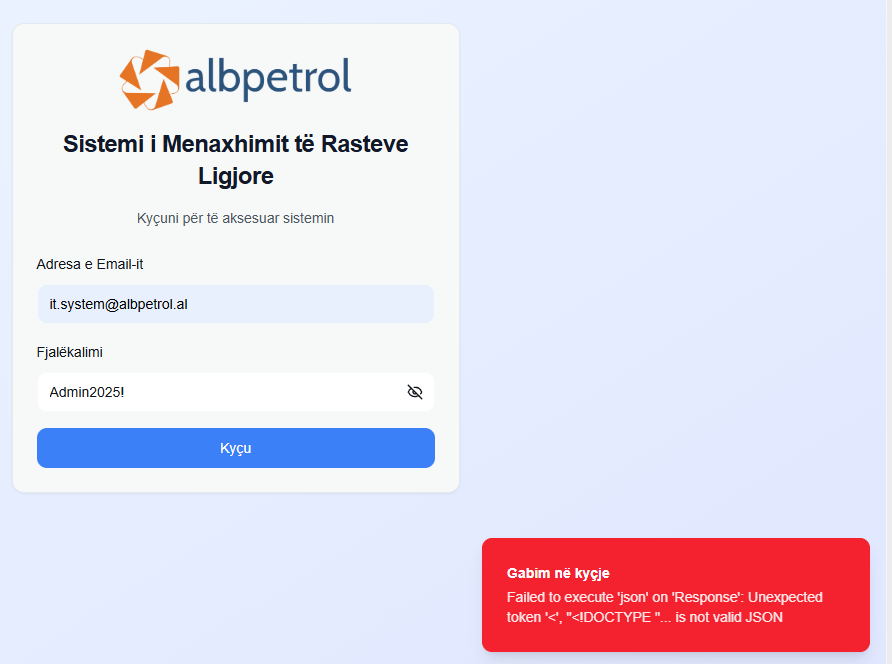 albpetrol
Sistemi i Menaxhimit të Rasteve
Ligjore
Kyçuni për të aksesuar sistemin
Adresa e Email-it
it.system@albpetrol.al
Fjalëkalimi
Admin2025!
Kyçu
Gabim në kyçje
Failed to execute 'json' on 'Response': Unexpected
token '<', "<!DOCTYPE "... is not valid JSON